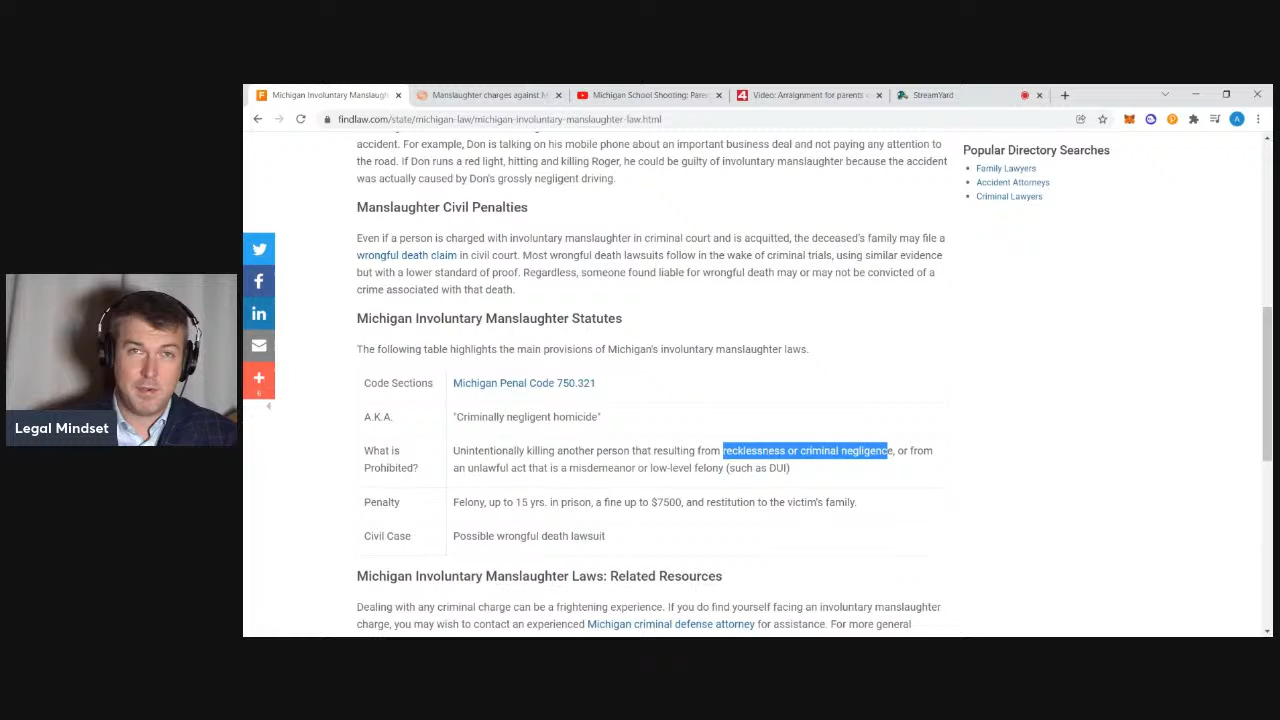 Michigan Involuntary Manslaugh
Manslaughter charges against M
Michigan School Shooting: Paren
Video: Arraignment for parents o
StreamYard
findlaw.com/state/michigan-law/michigan-involuntary-manslaughter-law.html
accident. For example, Don is talking on his mobile phone about an important business deal and not paying any attention to
the road. If Don runs a red light, hitting and killing Roger, he could be guilty of involuntary manslaughter because the accident
was actually caused by Don's grossly negligent driving.
Manslaughter Civil Penalties
Even if a person is charged with involuntary manslaughter in criminal court and is acquitted, the deceased's family may file a
wrongful death claim in civil court. Most wrongful death lawsuits follow in the wake of criminal trials, using similar evidence
but with a lower standard of proof. Regardless, someone found liable for wrongful death may or may not be convicted of a
crime associated with that death.
Michigan Involuntary Manslaughter Statutes
The following table highlights the main provisions of Michigan's involuntary manslaughter laws.
Code Sections
Michigan Penal Code 750.321
A.K.A.
"Criminally negligent homicide"
What is
Prohibited?
Unintentionally killing another person that resulting from recklessness or criminal negligence, or from
an unlawful act that is a misdemeanor or low-level felony (such as DUI)
Penalty
Felony, up to 15 yrs. in prison, a fine up to $7500, and restitution to the victim's family.
Civil Case
Possible wrongful death lawsuit
Michigan Involuntary Manslaughter Laws: Related Resources
Dealing with any criminal charge can be a frightening experience. If you do find yourself facing an involuntary manslaughter
charge, you may wish to contact an experienced Michigan criminal defense attorney for assistance. For more general
Popular Directory Searches
Family Lawyers
Accident Attorneys
Criminal Lawyers
6
Legal Mindset